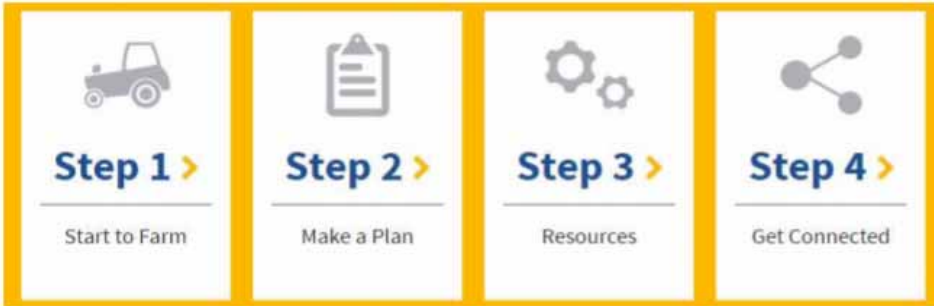 Step 1 >
Start to Farm
Step 2 >
Make a Plan
Step 3 >
Resources
Step 4 >
Get Connected